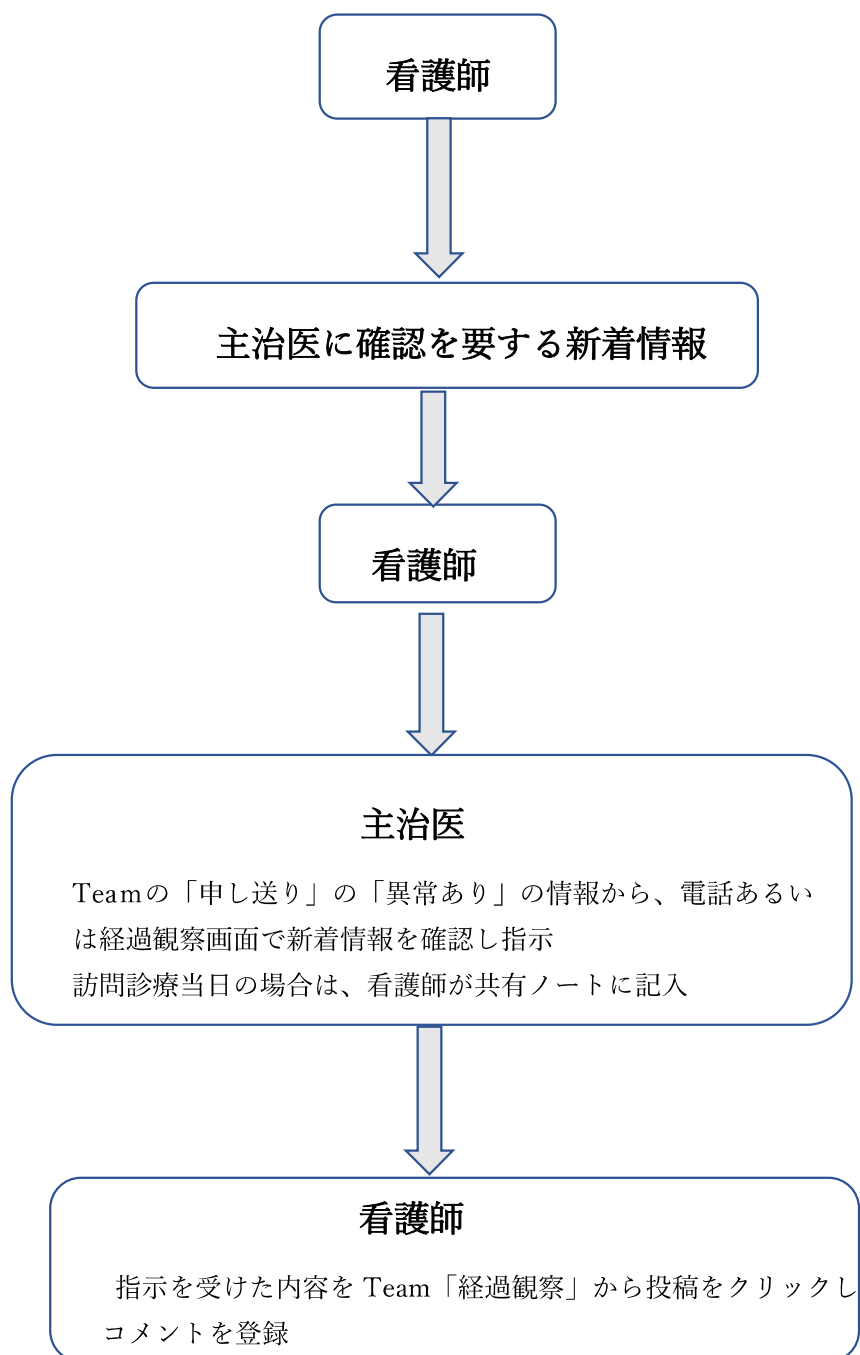 看護師
主治医に確認を要する新着情報
看護師
主治医
Teamの「申し送り」の「異常あり」の情報から、電話あるい
は経過観察画面で新着情報を確認し指示
訪問診療当日の場合は、看護師が共有ノートに記入
看護師
指示を受けた内容を Team「経過観察」から投稿をクリックし
コメントを登録